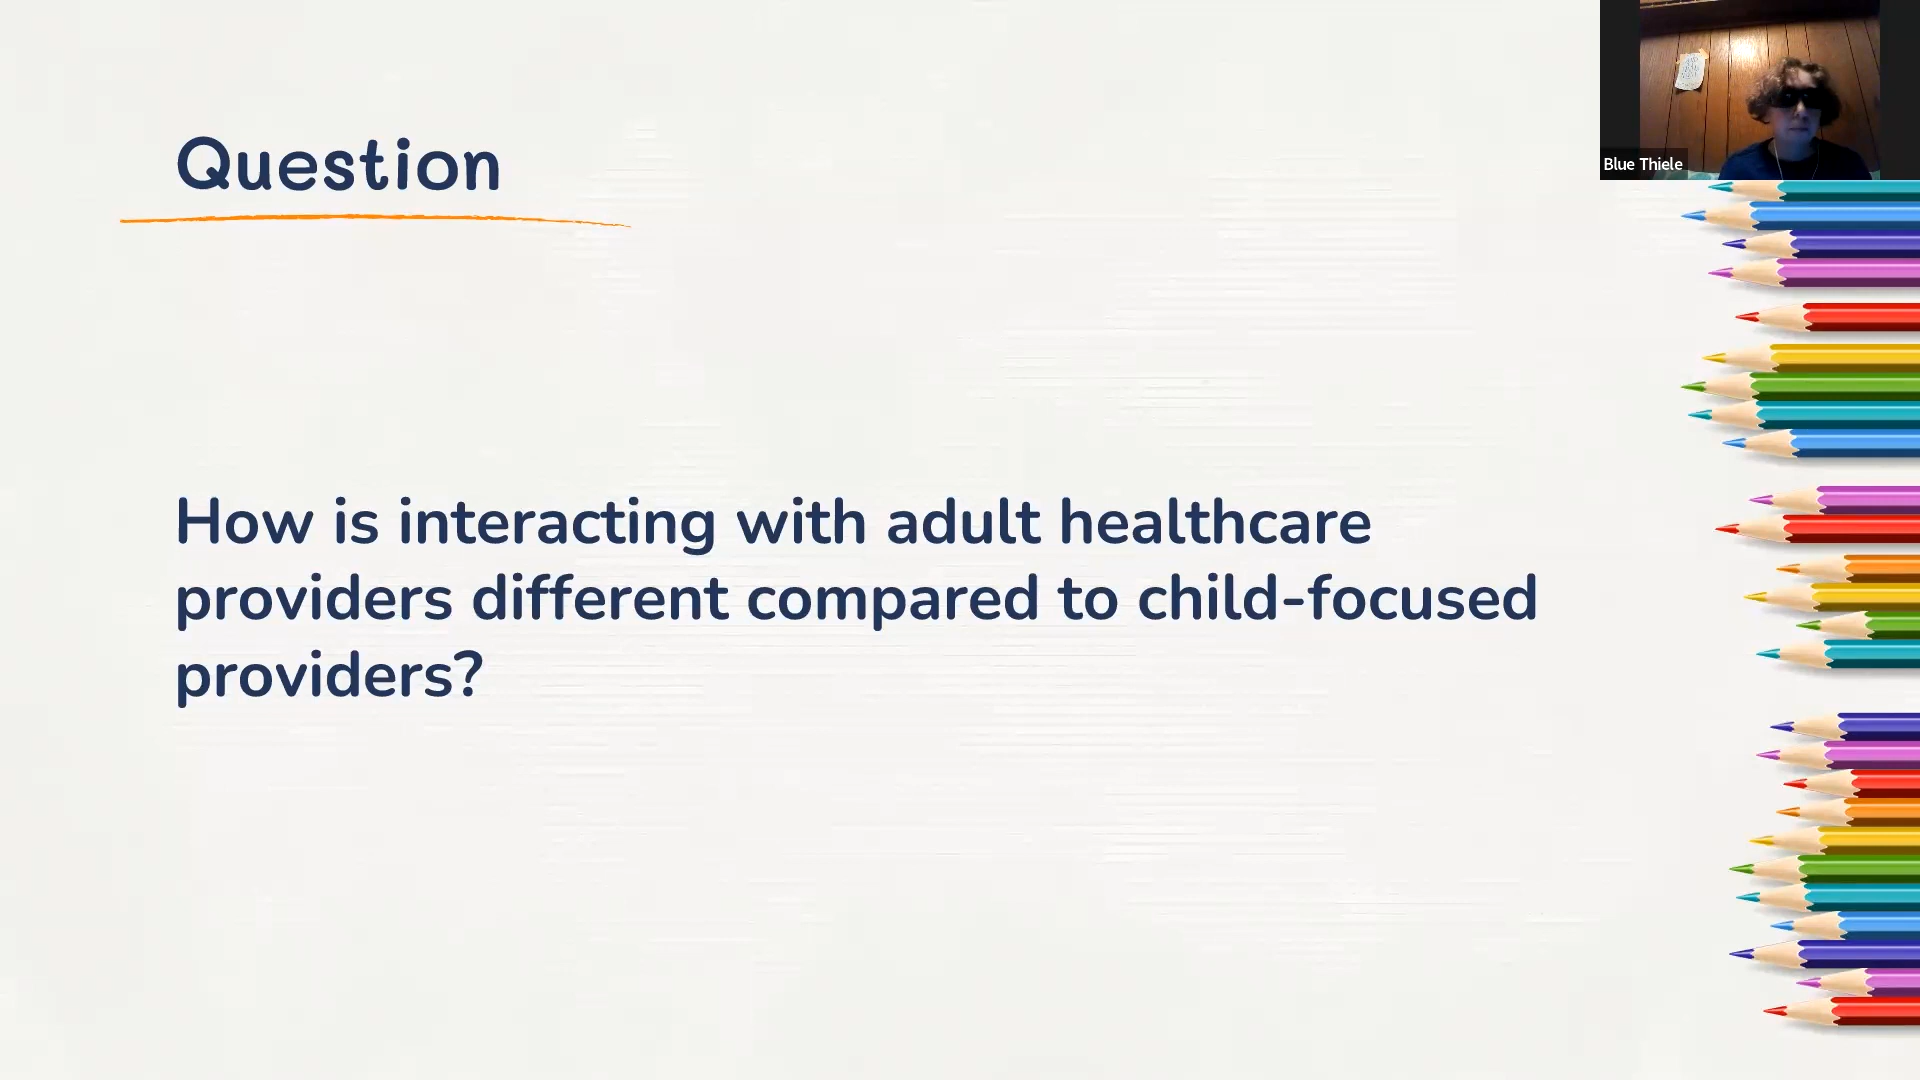 Question
How is interacting with adult healthcare
providers different compared to child-focused
providers?
Blue Thiele